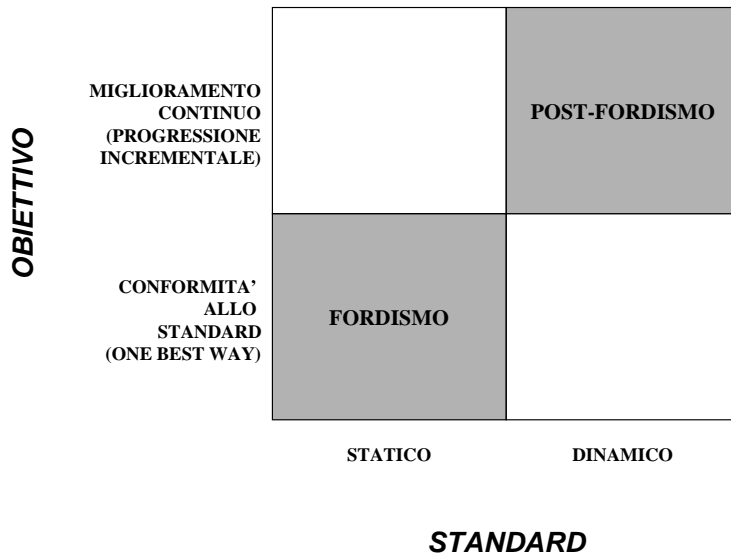 OBIETTIVO
MIGLIORAMENTO
CONTINUO
(PROGRESSIONE
INCREMENTALE)
POST-FORDISMO
CONFORMITA’
ALLO
STANDARD
(ONE BEST WAY)
FORDISMO
STATICO
DINAMICO
STANDARD